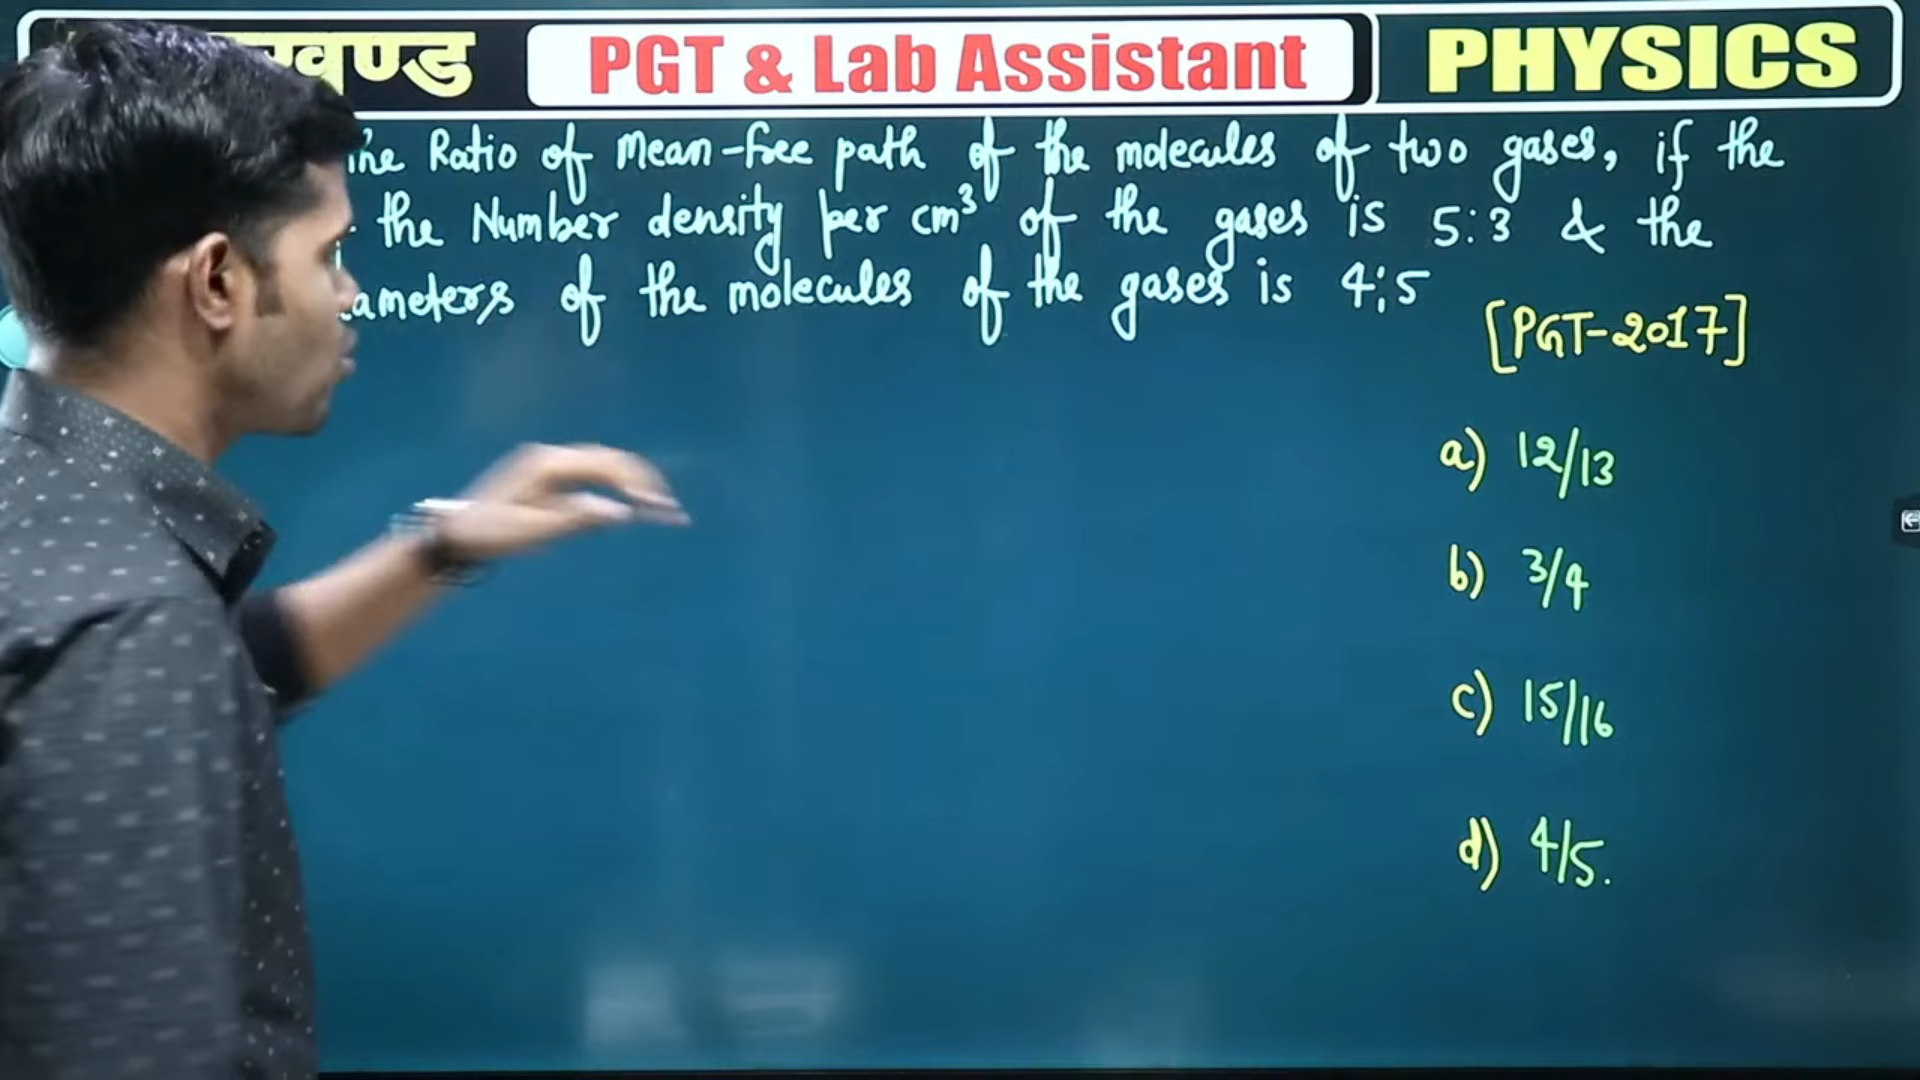 PGT & Lab Assistant
PHYSICS
the Ratio of Mean-free path of the molecules of two gases, if the
the Number density per cm³ of the gases is 5:3 & the
of the molecules of the gases is 4:5
[PGT-2017]
a) 12/13
b) 3/4
c) 15/16
d) 4/5.